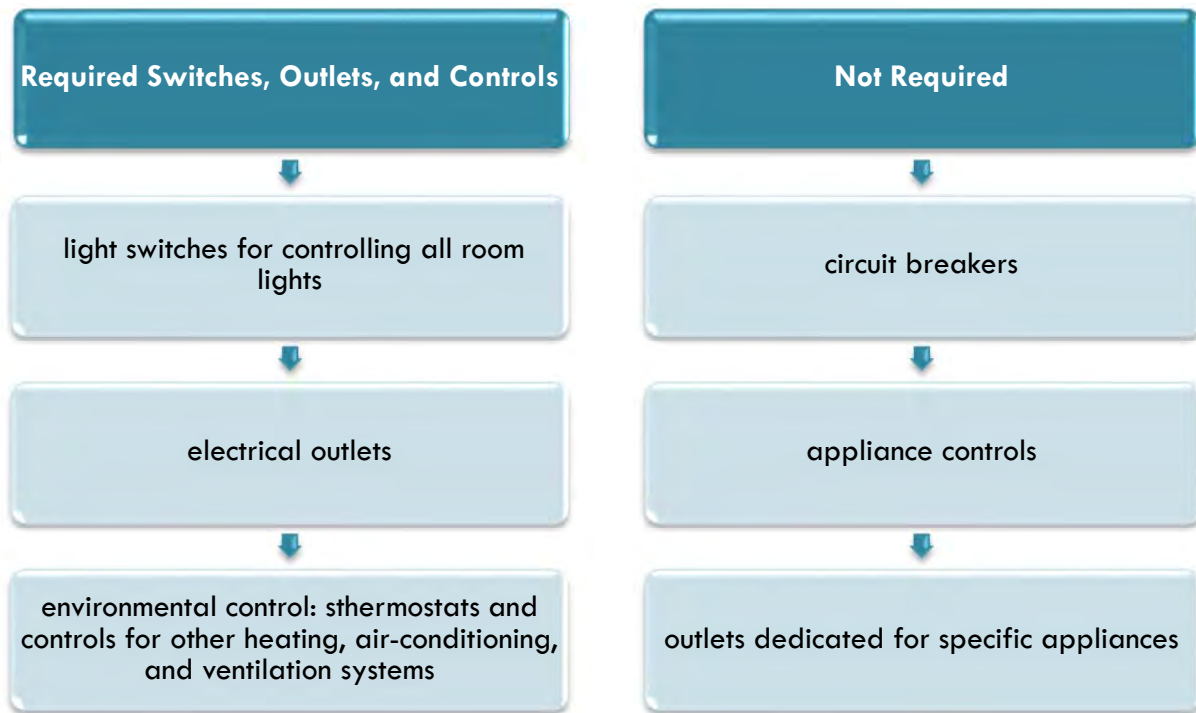 Required Switches, Outlets, and Controls
light switches for controlling all room
lights
electrical outlets
environmental control: sthermostats and
controls for other heating, air-conditioning,
and ventilation systems
Not Required
circuit breakers
appliance controls
outlets dedicated for specific appliances